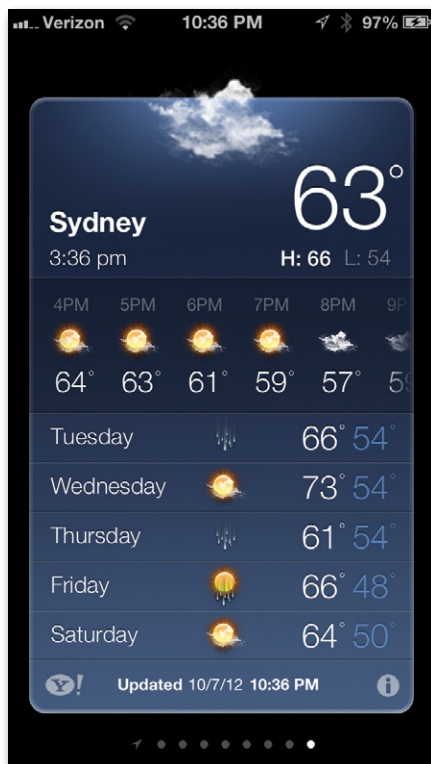 Verizon 10:36 PM 97%
63°
Sydney
3:36 pm H: 66 L: 54
4PM 5PM 6PM 7PM 8PM
64° 63° 61° 59° 57°
Tuesday 66° 54°
Wednesday 73° 54°
Thursday 61° 54°
Friday 66° 48°
Saturday 64° 50°
Y! Updated 10/7/12 10:36 PM i